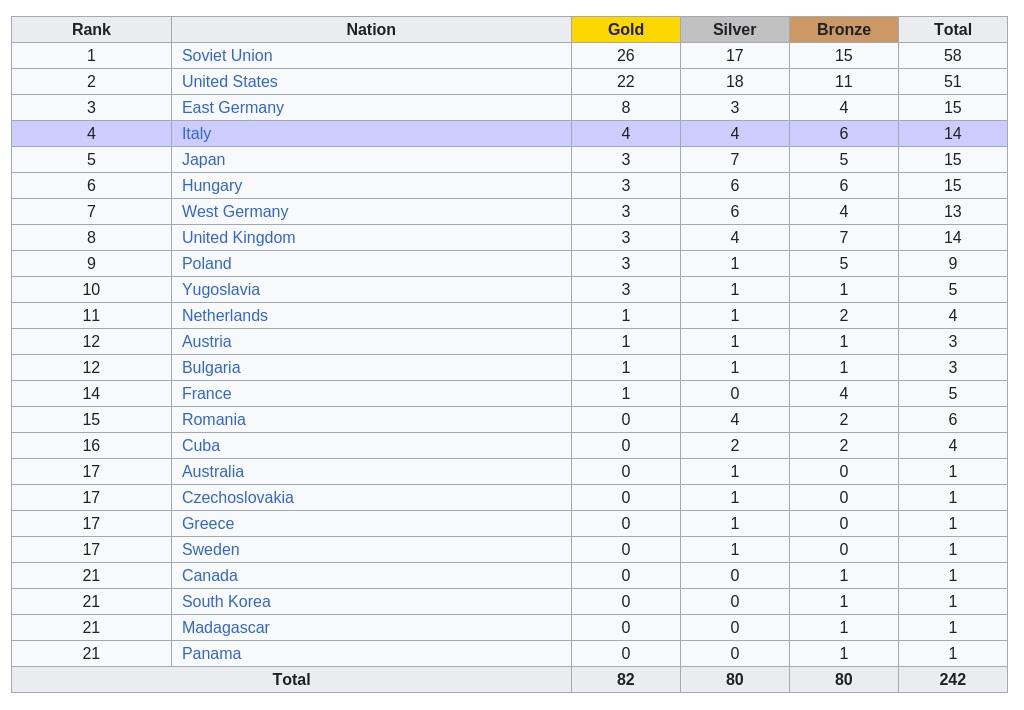 Rank Nation Gold Silver Bronze Total
1 Soviet Union 26 17 15 58
2 United States 22 18 11 51
3 East Germany 8 3 4 15
4 Italy 4 4 6 14
5 Japan 3 7 5 15
6 Hungary 3 6 6 15
7 West Germany 3 6 4 13
8 United Kingdom 3 4 7 14
9 Poland 3 1 5 9
10 Yugoslavia 3 1 1 5
11 Netherlands 1 1 2 4
12 Austria 1 1 1 3
12 Bulgaria 1 1 1 3
14 France 1 0 4 5
15 Romania 0 4 2 6
16 Cuba 0 2 2 4
17 Australia 0 1 0 1
17 Czechoslovakia 0 1 0 1
17 Greece 0 1 0 1
17 Sweden 0 1 0 1
21 Canada 0 0 1 1
21 South Korea 0 0 1 1
21 Madagascar 0 0 1 1
21 Panama 0 0 1 1
Total 82 80 80 242